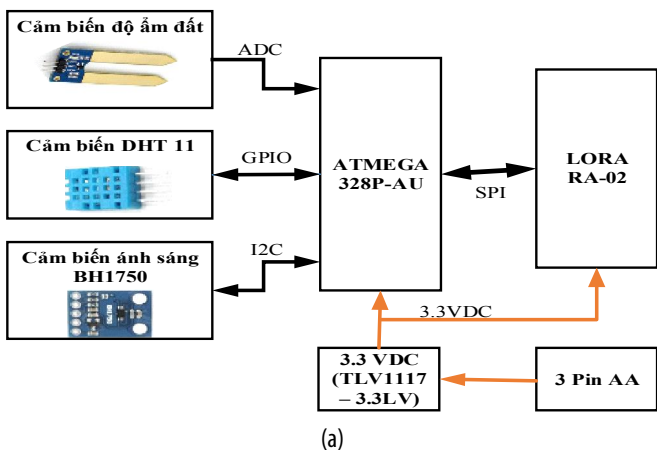 Cảm biến độ ẩm đất
ADC
Cảm biến DHT 11
GPIO
Cảm biến ánh sáng
BH1750
I2C
ATMEGA
328P-AU
SPI
LORA
RA-02
3.3VDC
3.3 VDC
(TLV1117
– 3.3LV)
3 Pin AA
(a)